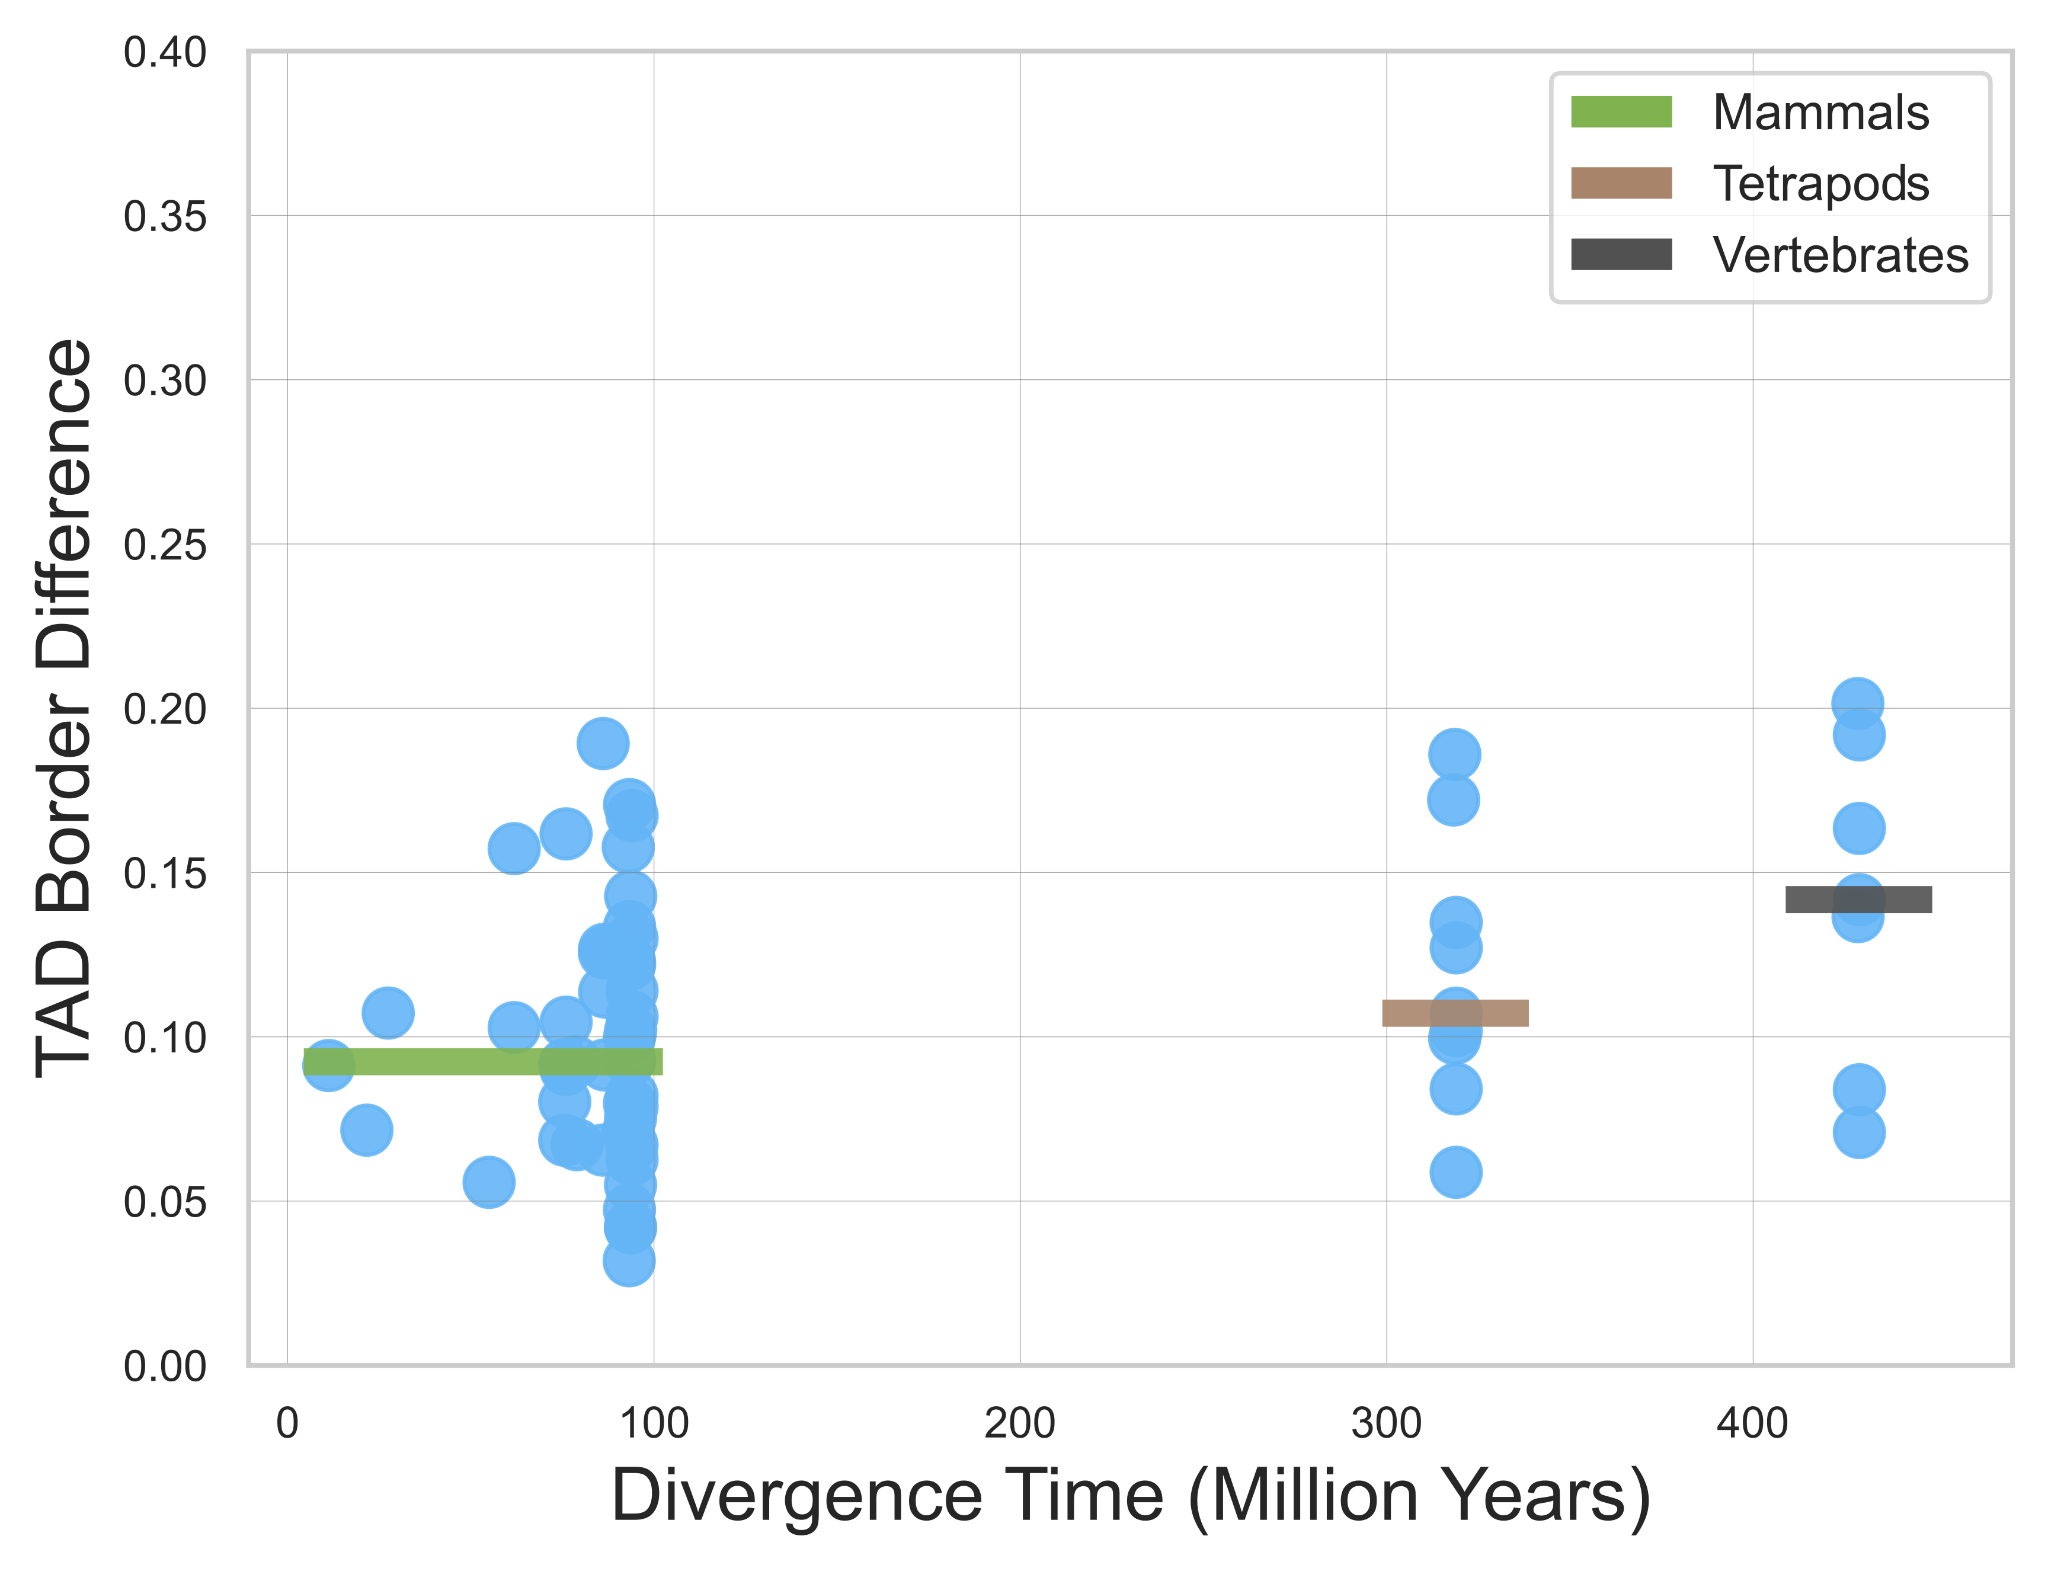 0.40
0.35
0.30
0.25
0.20
0.15
0.10
0.05
0.00
TAD Border Difference
Mammals
Tetrapods
Vertebrates
0 100 200 300 400
Divergence Time (Million Years)